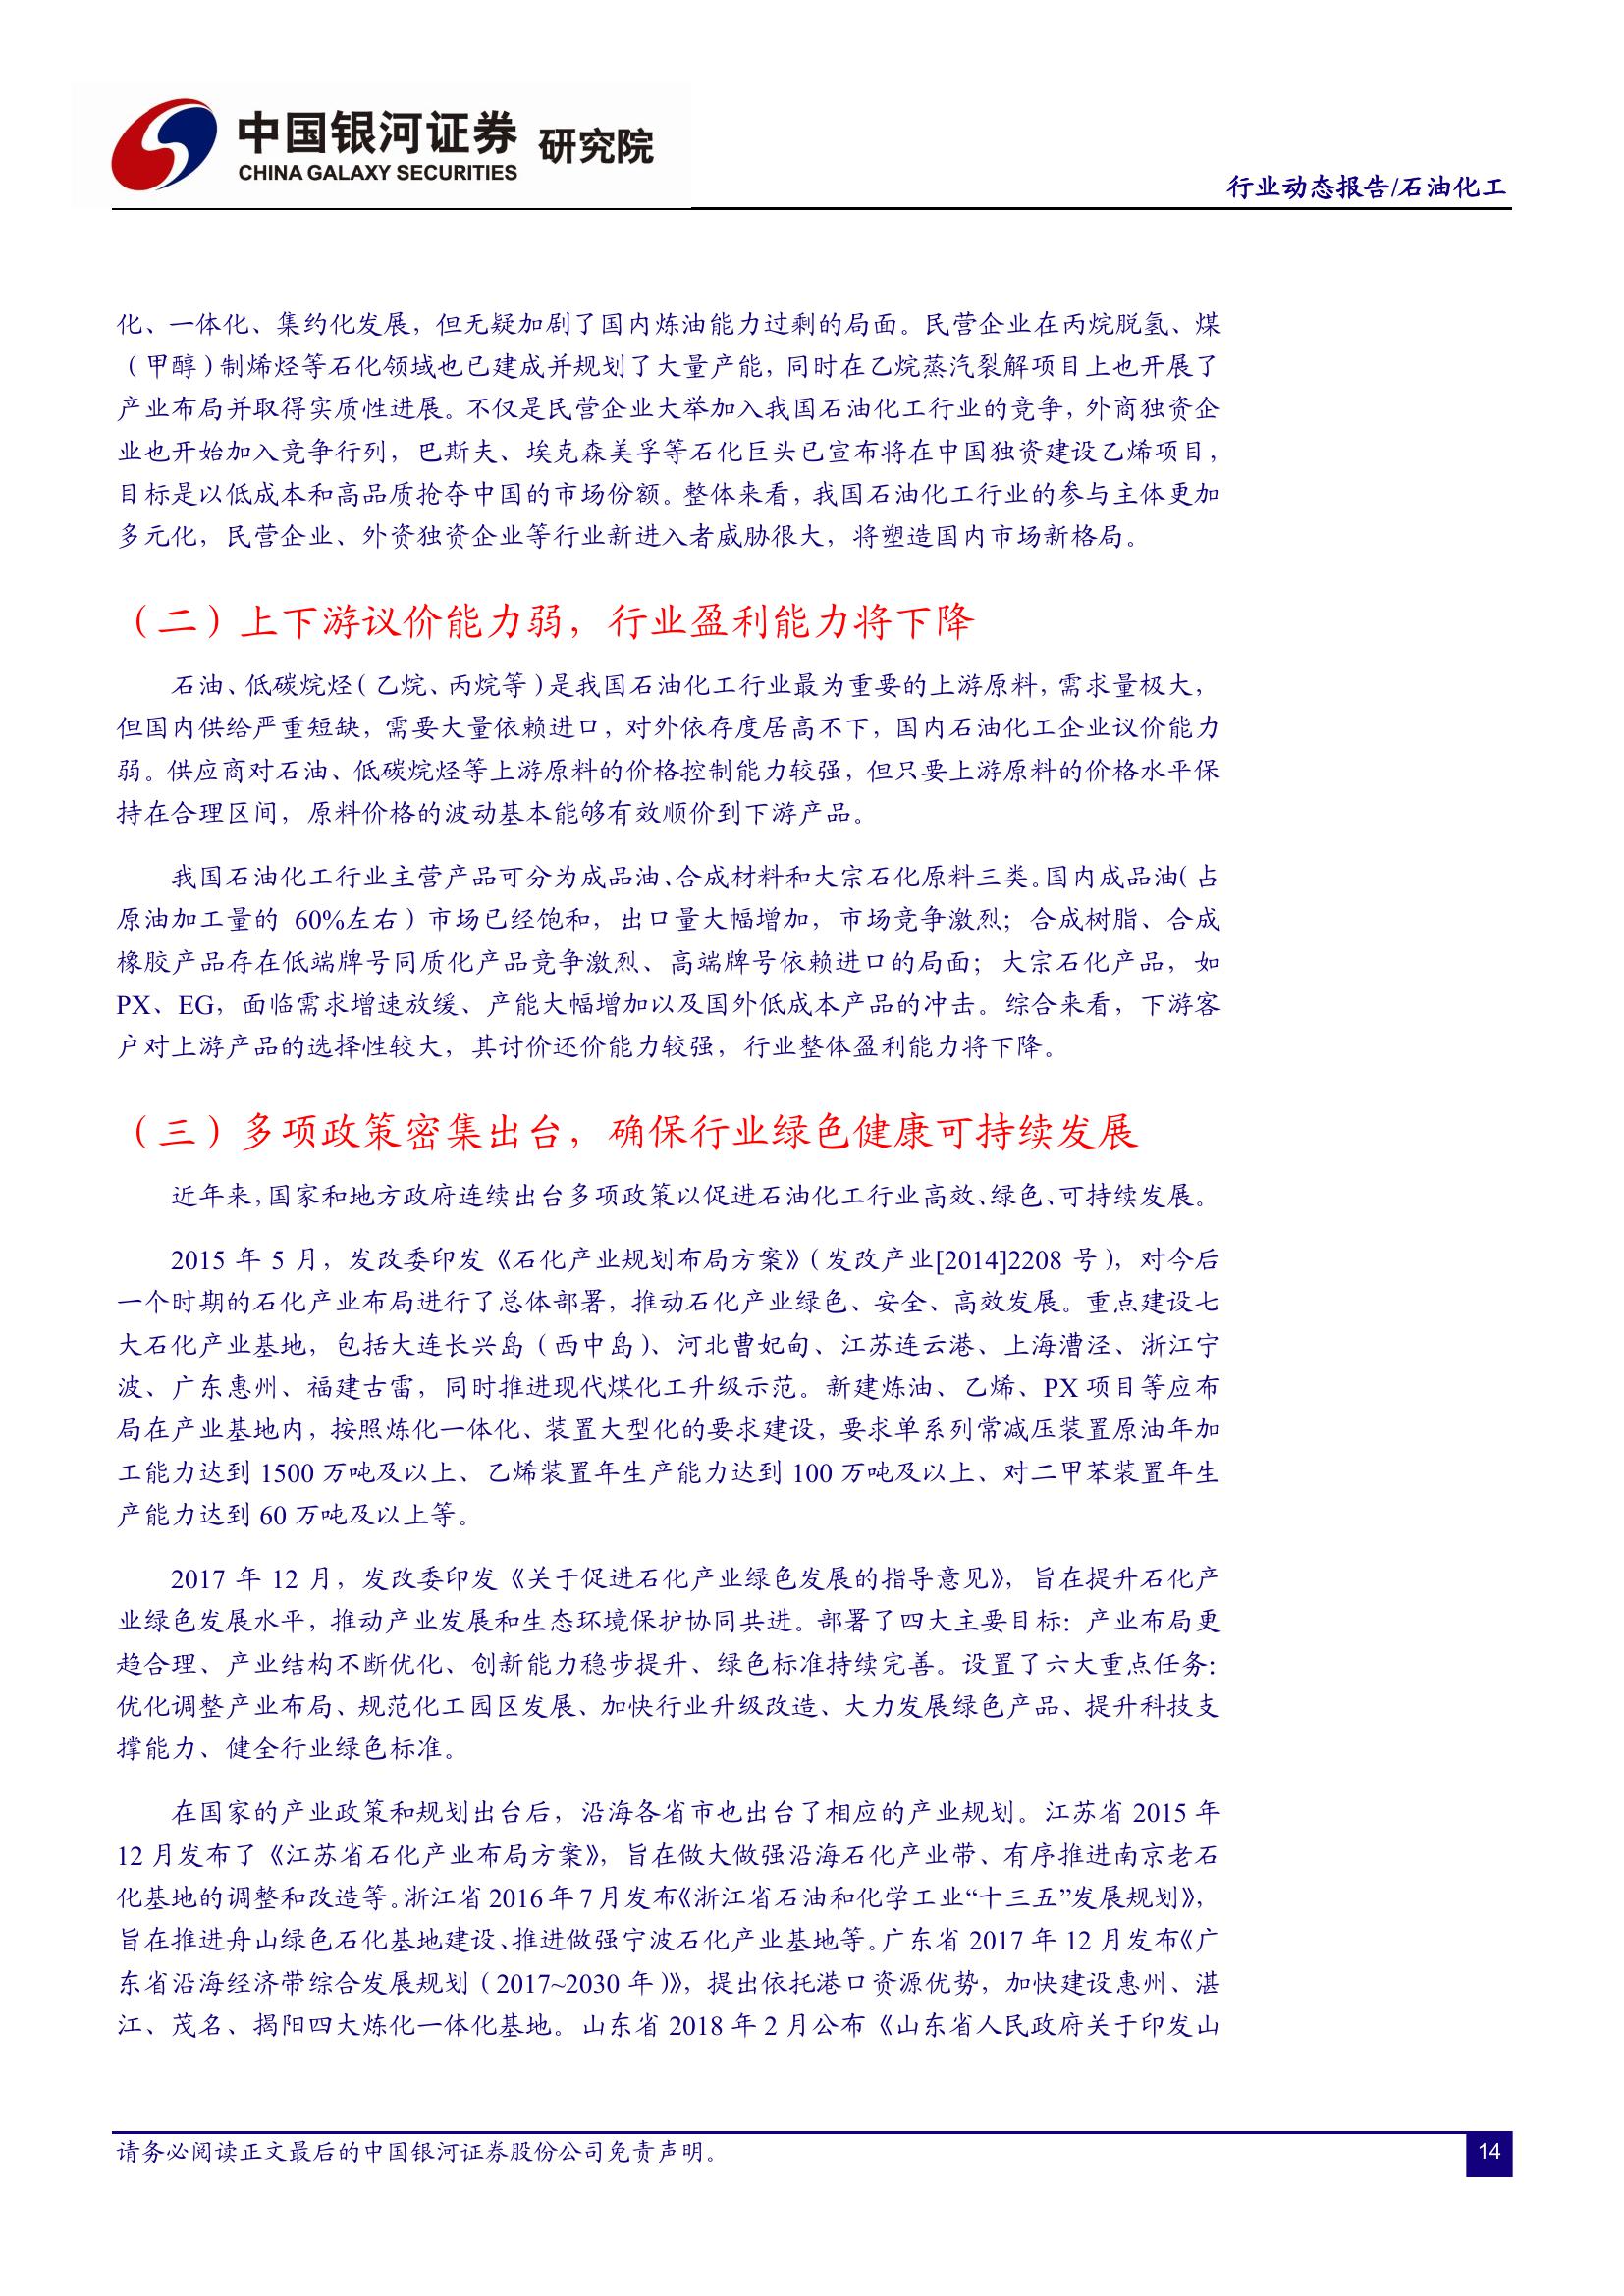 中国银河证券 研究院
CHINA GALAXY SECURITIES
行业动态报告/石油化工
化、一体化、集约化发展，但无疑加剧了国内炼油能力过剩的局面。民营企业在丙烷脱氢、煤
（甲醇）制烯烃等石化领域也已建成并规划了大量产能，同时在乙烷蒸汽裂解项目上也开展了
产业布局并取得实质性进展。不仅是民营企业大举加入我国石油化工行业的竞争，外商独资企
业也开始加入竞争行列，巴斯夫、埃克森美孚等石化巨头已宣布将在中国独资建设乙烯项目，
目标是以低成本和高品质抢夺中国的市场份额。整体来看，我国石油化工行业的参与主体更加
多元化，民营企业、外资独资企业等行业新进入者威胁很大，将塑造国内市场新格局。
（二）上下游议价能力弱，行业盈利能力将下降
石油、低碳烷烃（乙烷、丙烷等）是我国石油化工行业最为重要的上游原料，需求量极大，
但国内供给严重短缺，需要大量依赖进口，对外依存度居高不下，国内石油化工企业议价能力
弱。供应商对石油、低碳烷烃等上游原料的价格控制能力较强，但只要上游原料的价格水平保
持在合理区间，原料价格的波动基本能够有效顺价到下游产品。
我国石油化工行业主营产品可分为成品油、合成材料和大宗石化原料三类。国内成品油（占
原油加工量的 60%左右）市场已经饱和，出口量大幅增加，市场竞争激烈；合成树脂、合成
橡胶产品存在低端牌号同质化产品竞争激烈、高端牌号依赖进口的局面；大宗石化产品，如
PX、EG，面临需求增速放缓、产能大幅增加以及国外低成本产品的冲击。综合来看，下游客
户对上游产品的选择性较大，其讨价还价能力较强，行业整体盈利能力将下降。
（三）多项政策密集出台，确保行业绿色健康可持续发展
近年来，国家和地方政府连续出台多项政策以促进石油化工行业高效、绿色、可持续发展。
2015 年 5 月，发改委印发《石化产业规划布局方案》（发改产业[2014]2208 号），对今后
一个时期的石化产业布局进行了总体部署，推动石化产业绿色、安全、高效发展。重点建设七
大石化产业基地，包括大连长兴岛（西中岛）、河北曹妃甸、江苏连云港、上海漕泾、浙江宁
波、广东惠州、福建古雷，同时推进现代煤化工升级示范。新建炼油、乙烯、PX 项目等应布
局在产业基地内，按照炼化一体化、装置大型化的要求建设，要求单系列常减压装置原油年加
工能力达到 1500 万吨及以上、乙烯装置年生产能力达到 100 万吨及以上、对二甲苯装置年生
产能力达到 60 万吨及以上等。
2017 年 12 月，发改委印发《关于促进石化产业绿色发展的指导意见》，旨在提升石化产
业绿色发展水平，推动产业发展和生态环境保护协同共进。部署了四大主要目标：产业布局更
趋合理、产业结构不断优化、创新能力稳步提升、绿色标准持续完善。设置了六大重点任务：
优化调整产业布局、规范化工园区发展、加快行业升级改造、大力发展绿色产品、提升科技支
撑能力、健全行业绿色标准。
在国家的产业政策和规划出台后，沿海各省市也出台了相应的产业规划。江苏省 2015 年
12 月发布了《江苏省石化产业布局方案》，旨在做大做强沿海石化产业带、有序推进南京老石
化基地的调整和改造等。浙江省 2016 年 7 月发布《浙江省石油和化学工业“十三五”发展规划》，
旨在推进舟山绿色石化基地建设、推进做强宁波石化产业基地等。广东省 2017 年 12 月发布《广
东省沿海经济带综合发展规划（2017~2030 年）》，提出依托港口资源优势，加快建设惠州、湛
江、茂名、揭阳四大炼化一体化基地。山东省 2018 年 2 月公布《山东省人民政府关于印发山
请务必阅读正文最后的中国银河证券股份公司免责声明。
14